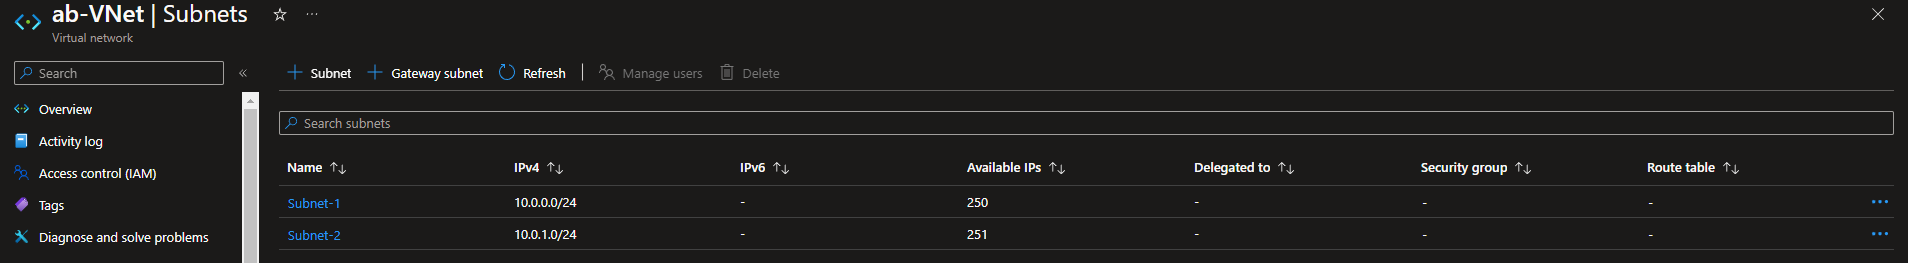 ab-VNet | Subnets
Virtual network
Search
Overview
Activity log
Access control (IAM)
Tags
Diagnose and solve problems
Subnet Gateway subnet Refresh Manage users Delete
Search subnets
Name IPv4 IPv6 Available IPs Delegated to Security group Route table
Subnet-1 10.0.0.0/24 - 250 - - -
Subnet-2 10.0.1.0/24 - 251 - - -